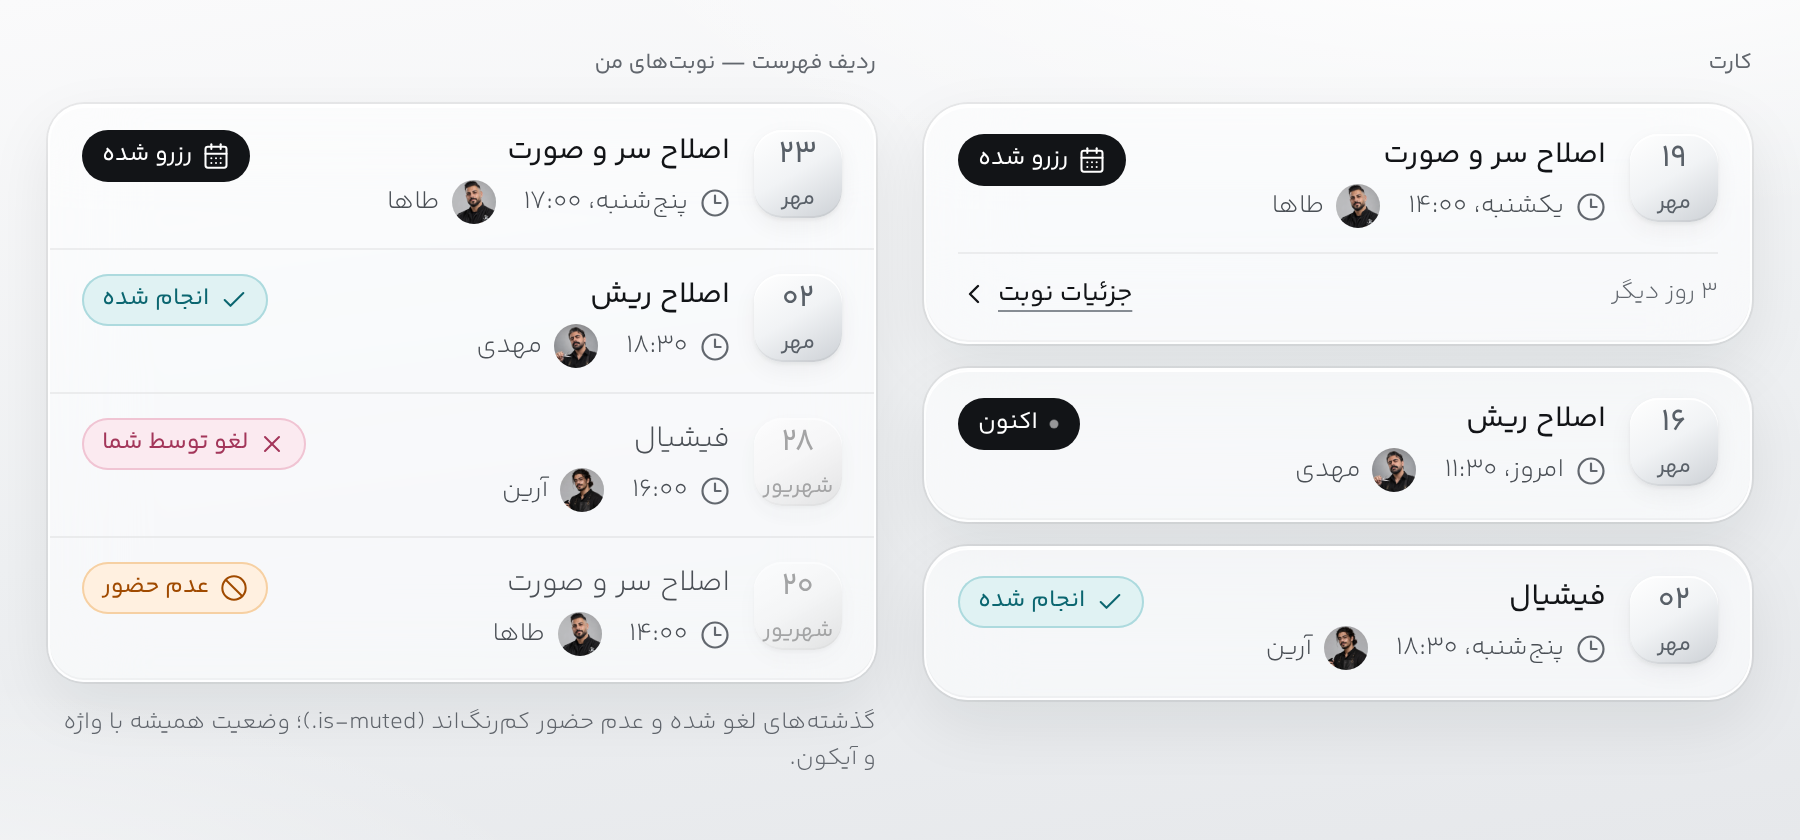 کارت
۱۹
مهر
اصلاح سر و صورت
رزرو شده
یکشنبه، ۱۴:۰۰
طاها
۳ روز دیگر
جزئیات نوبت
۱۶
مهر
اصلاح ریش
اکنون
امروز، ۱۱:۳۰
مهدی
۰۲
مهر
فیشیال
انجام شده
پنج‌شنبه، ۱۸:۳۰
آرین
ردیف فهرست — نوبت‌های من
۲۳
مهر
اصلاح سر و صورت
رزرو شده
پنج‌شنبه، ۱۷:۰۰
طاها
۰۲
مهر
اصلاح ریش
انجام شده
۱۸:۳۰
مهدی
۲۸
شهریور
فیشیال
لغو توسط شما
۱۶:۰۰
آرین
۲۰
شهریور
اصلاح سر و صورت
عدم حضور
۱۴:۰۰
طاها
گذشته‌های لغو شده و عدم حضور کم‌رنگ‌اند (is-muted.)؛ وضعیت همیشه با واژه
و آیکون.